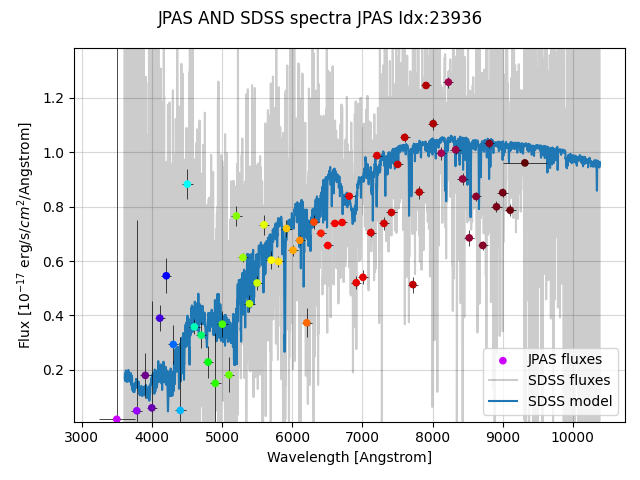 JPAS AND SDSS spectra JPAS Idx:23936
Flux [10⁻¹⁷ erg/s/cm²/Angstrom]
1.2
1.0
0.8
0.6
0.4
0.2
JPAS fluxes
SDSS fluxes
SDSS model
3000 4000 5000 6000 7000 8000 9000 10000
Wavelength [Angstrom]